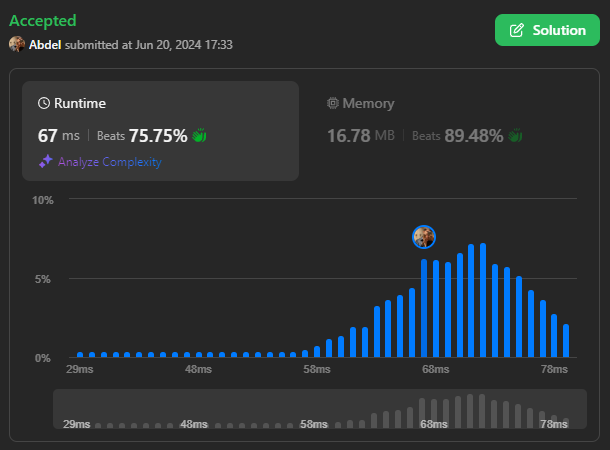 Accepted
Abdel submitted at Jun 20, 2024 17:33
Solution
Runtime
67 ms | Beats 75.75%
Analyze Complexity
Memory
16.78 MB | Beats 89.48%
10%
5%
0%
29ms 48ms 58ms 68ms 78ms
29ms 48ms 58ms 68ms 78ms